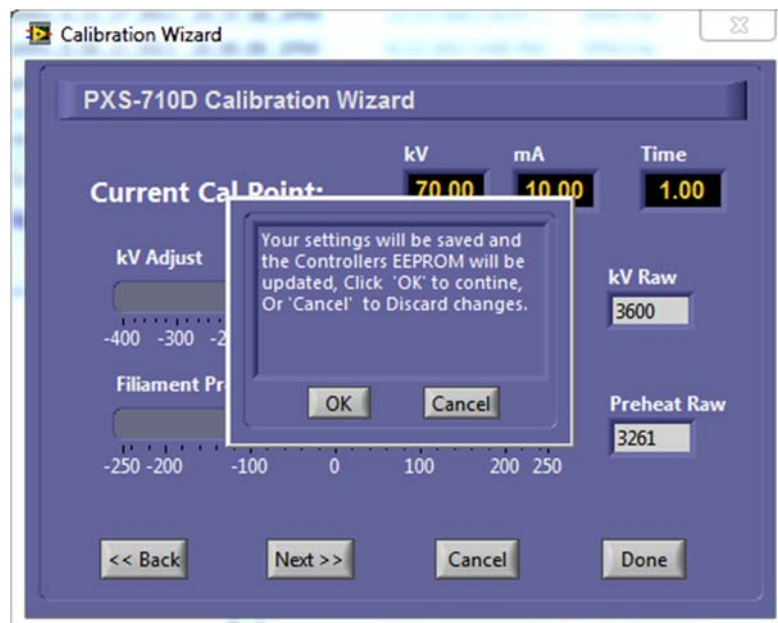 Calibration Wizard
PXS-710D Calibration Wizard
kV mA Time
Current Cal Point: 70.00 10.00 1.00
Your settings will be saved and
the Controllers EEPROM will be
updated, Click 'OK' to contine,
Or 'Cancel' to Discard changes.
OK Cancel
kV Adjust
-400 -300
kV Raw
3600
Filiament
Preheat Raw
3261
-250 -200 -100 0 100 200 250
<< Back Next >> Cancel Done